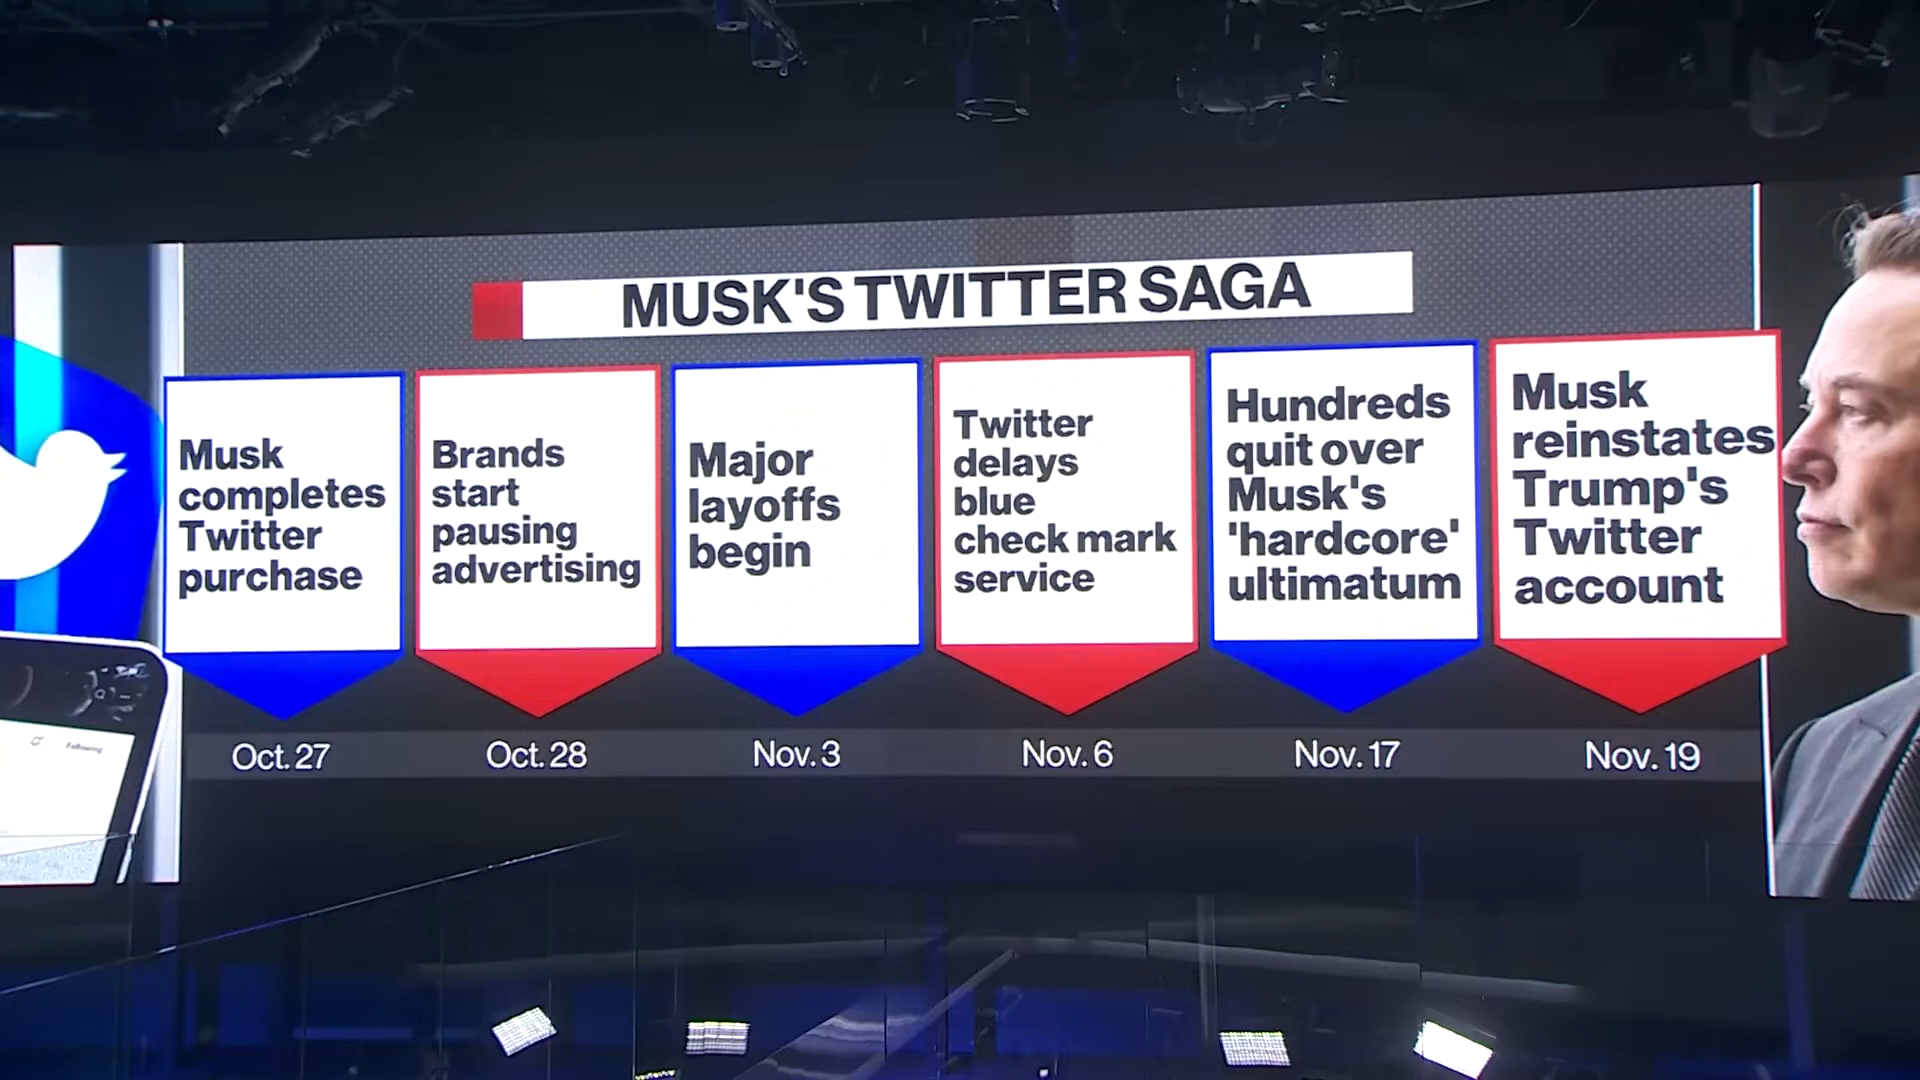 MUSK'S TWITTER SAGA
Musk
completes
Twitter
purchase
Oct. 27
Brands
start
pausing
advertising
Oct. 28
Major
layoffs
begin
Nov. 3
Twitter
delays
blue
check mark
service
Nov. 6
Hundreds
quit over
Musk's
'hardcore'
ultimatum
Nov. 17
Musk
reinstates
Trump's
Twitter
account
Nov. 19
Following